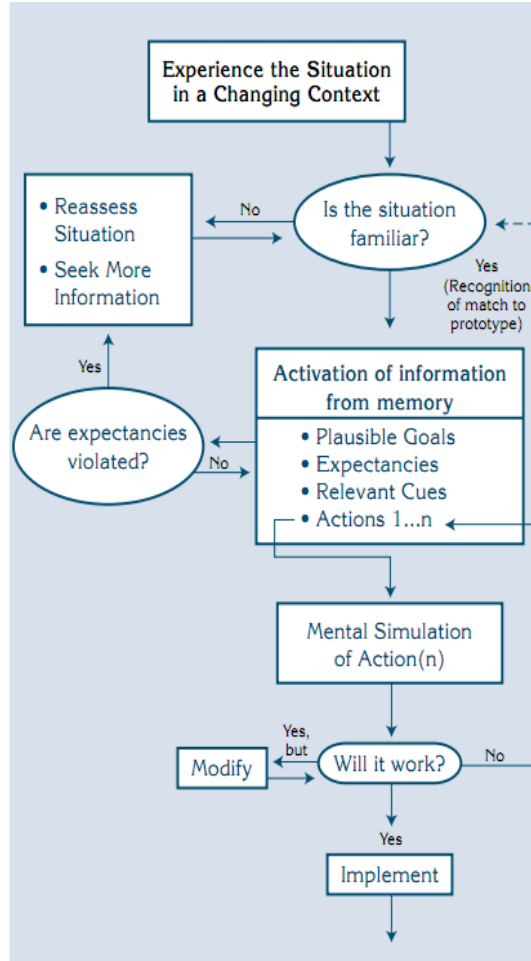 Experience the Situation
in a Changing Context
No
Is the situation
familiar?
• Reassess
Situation
• Seek More
Information
Yes
(Recognition
of match to
prototype)
Yes
Activation of information
from memory
• Plausible Goals
• Expectancies
• Relevant Cues
• Actions 1...n
Are expectancies
violated?
No
Mental Simulation
of Action(n)
Yes,
but
Modify
Will it work?
No
Yes
Implement